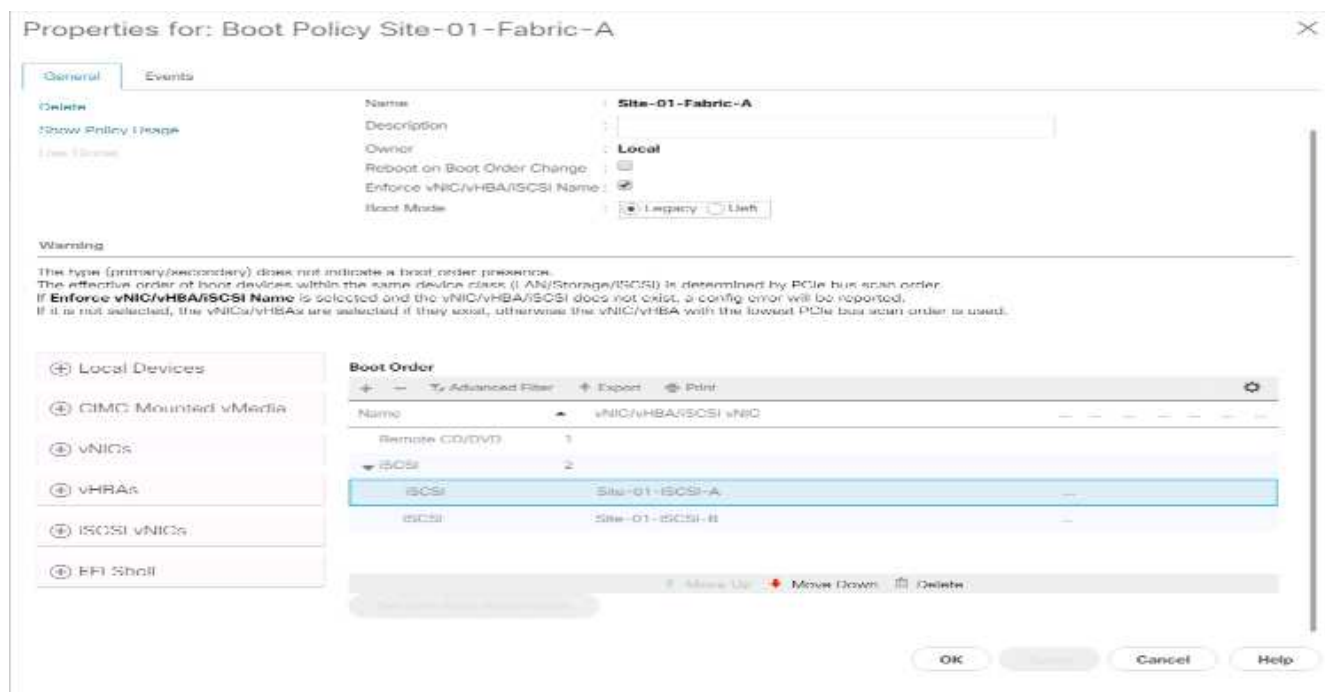 Properties for: Boot Policy Site-01-Fabric-A
General Events
Delete
Show Policy Usage
Name : Site-01-Fabric-A
Description :
Owner : Local
Reboot on Boot Order Change :
Enforce vNIC/vHBA/iSCSI Name :
Boot Mode : Legacy Uefi
Warning
The type (primary/secondary) does not indicate a boot order presence.
The effective order of boot devices within the same device class (LAN/Storage/iSCSI) is determined by PCIe bus scan order.
If Enforce vNIC/vHBA/iSCSI Name is selected and the vNIC/vHBA/iSCSI does not exist, a config error will be reported.
If it is not selected, the vNICs/vHBAs are selected if they exist, otherwise the vNIC/vHBA with the lowest PCIe bus scan order is used.
Local Devices
CIMC Mounted vMedia
vNICs
vHBAs
iSCSI vNICs
EFI Shell
Boot Order
+ − Advanced Filter Export Print
Name vNIC/vHBA/iSCSI vNIC
Remote CD/DVD 1
iSCSI 2
iSCSI Site-01-iSCSI-A
iSCSI Site-01-iSCSI-B
Move Up Move Down Delete
OK Cancel Help